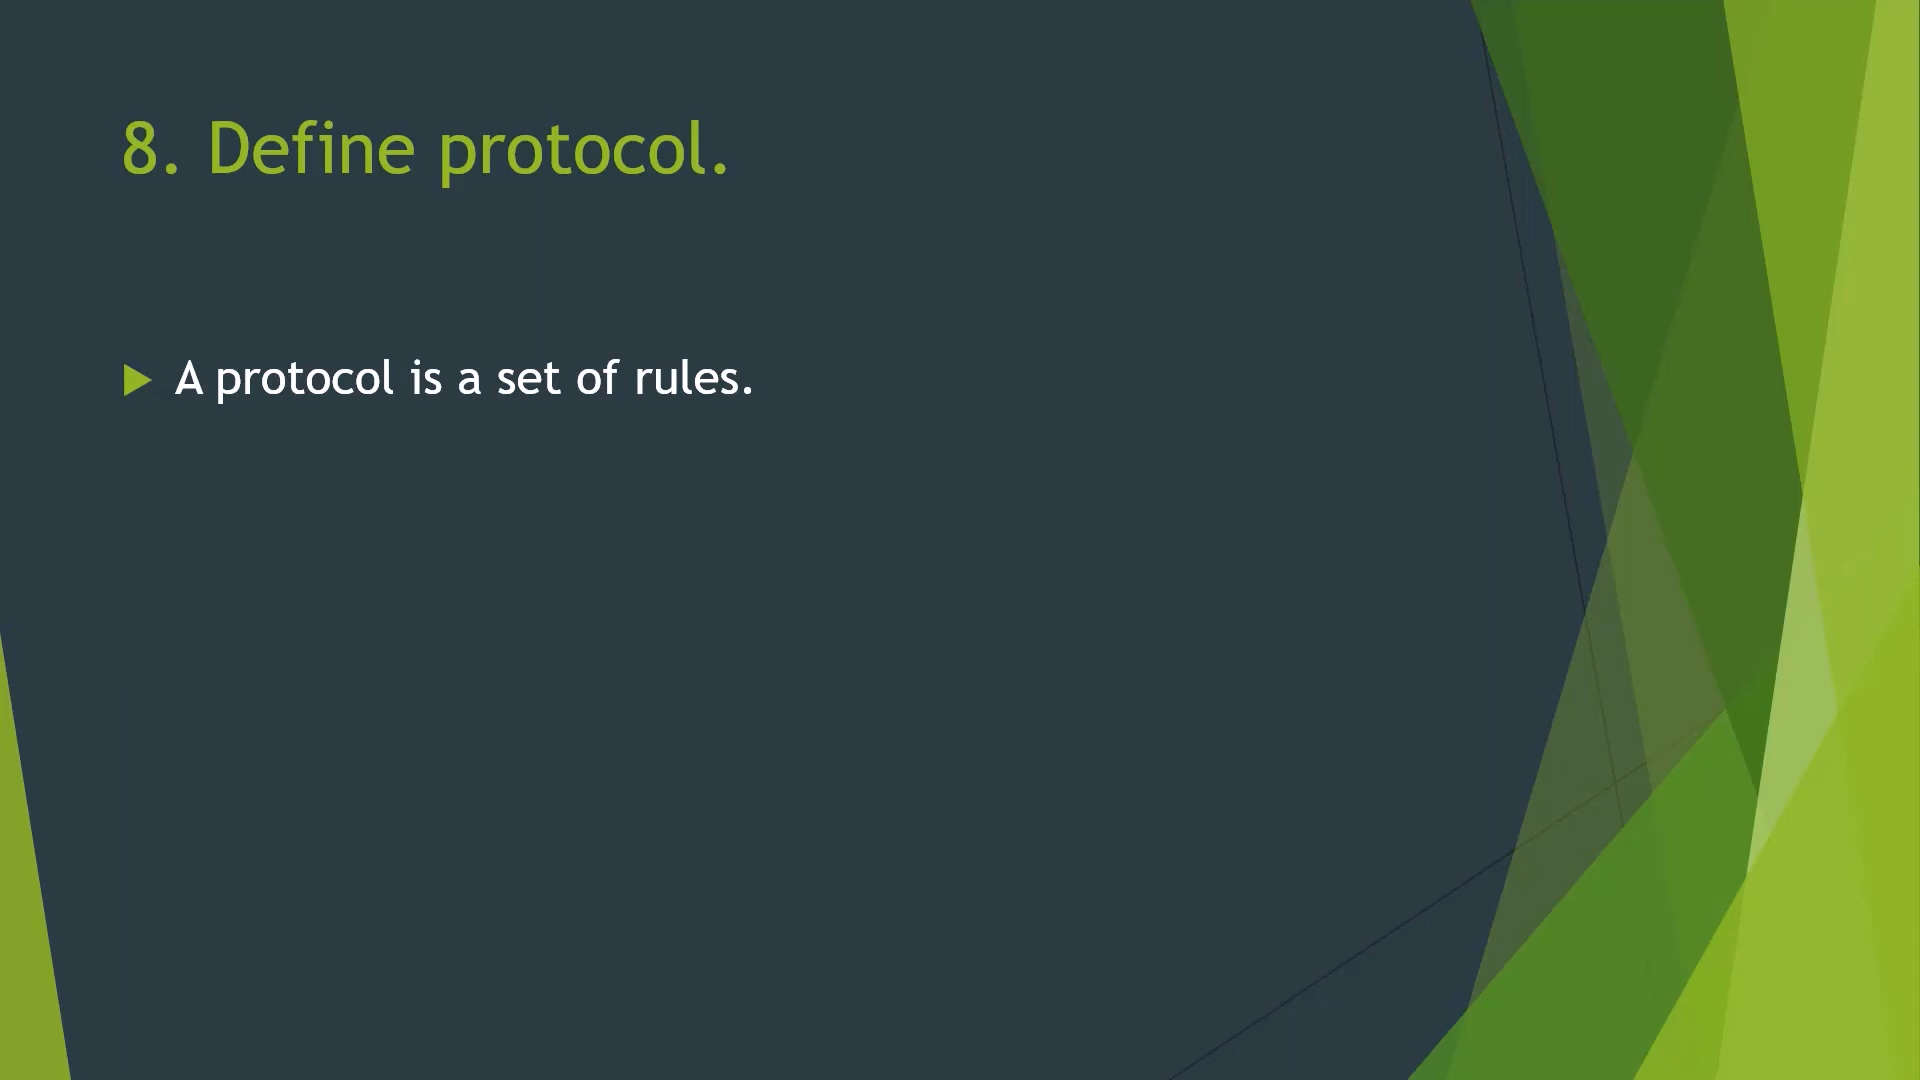 8. Define protocol.
A protocol is a set of rules.